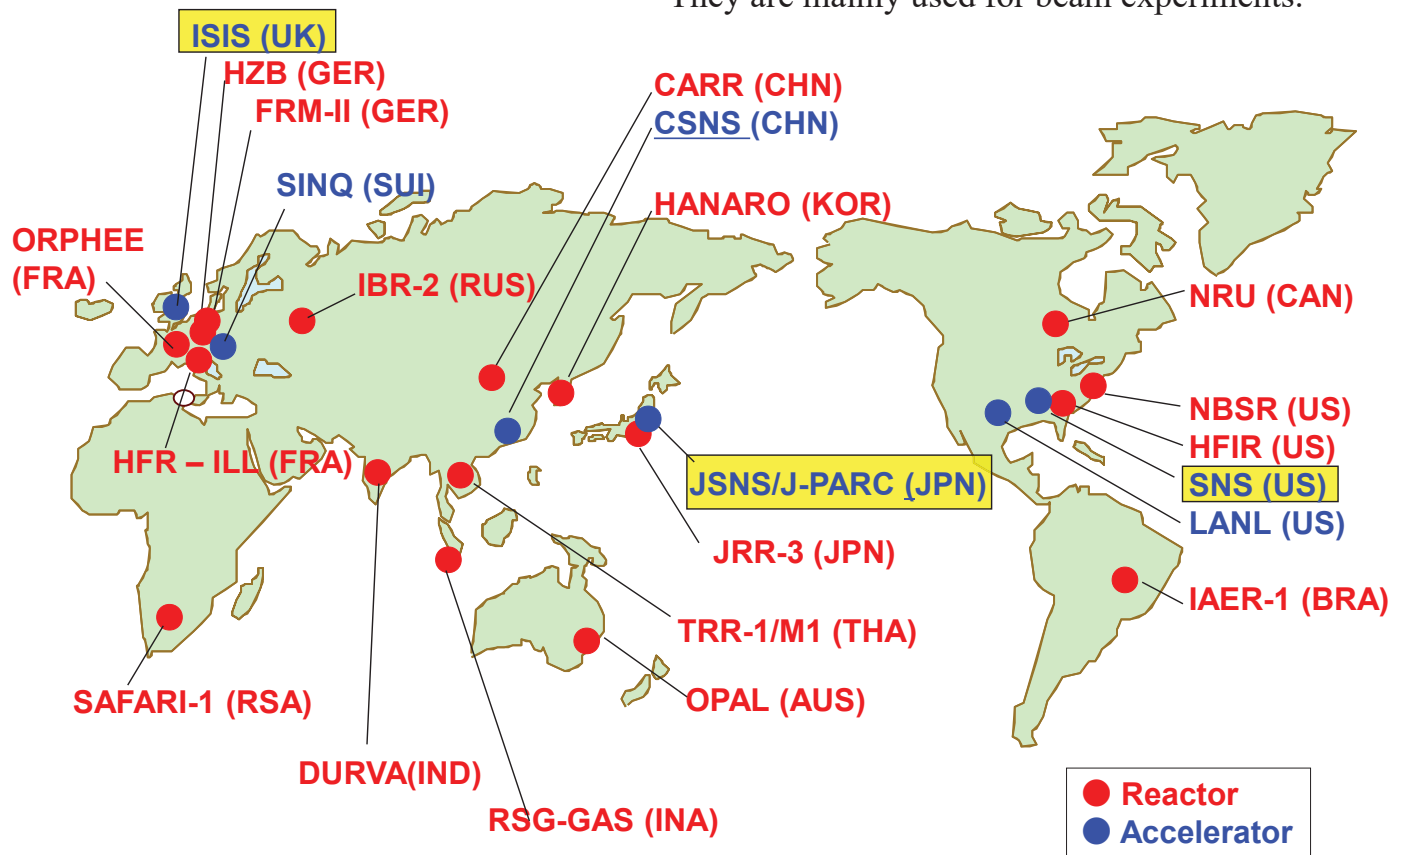 They are mainly used for beam experiments.
ISIS (UK)
HZB (GER)
FRM-II (GER)
SINQ (SUI)
ORPHEE
(FRA)
IBR-2 (RUS)
CARR (CHN)
CSNS (CHN)
HANARO (KOR)
NRU (CAN)
NBSR (US)
HFIR (US)
SNS (US)
LANL (US)
HFR – ILL (FRA)
JSNS/J-PARC (JPN)
JRR-3 (JPN)
IAER-1 (BRA)
TRR-1/M1 (THA)
OPAL (AUS)
SAFARI-1 (RSA)
DURVA(IND)
RSG-GAS (INA)
Reactor
Accelerator